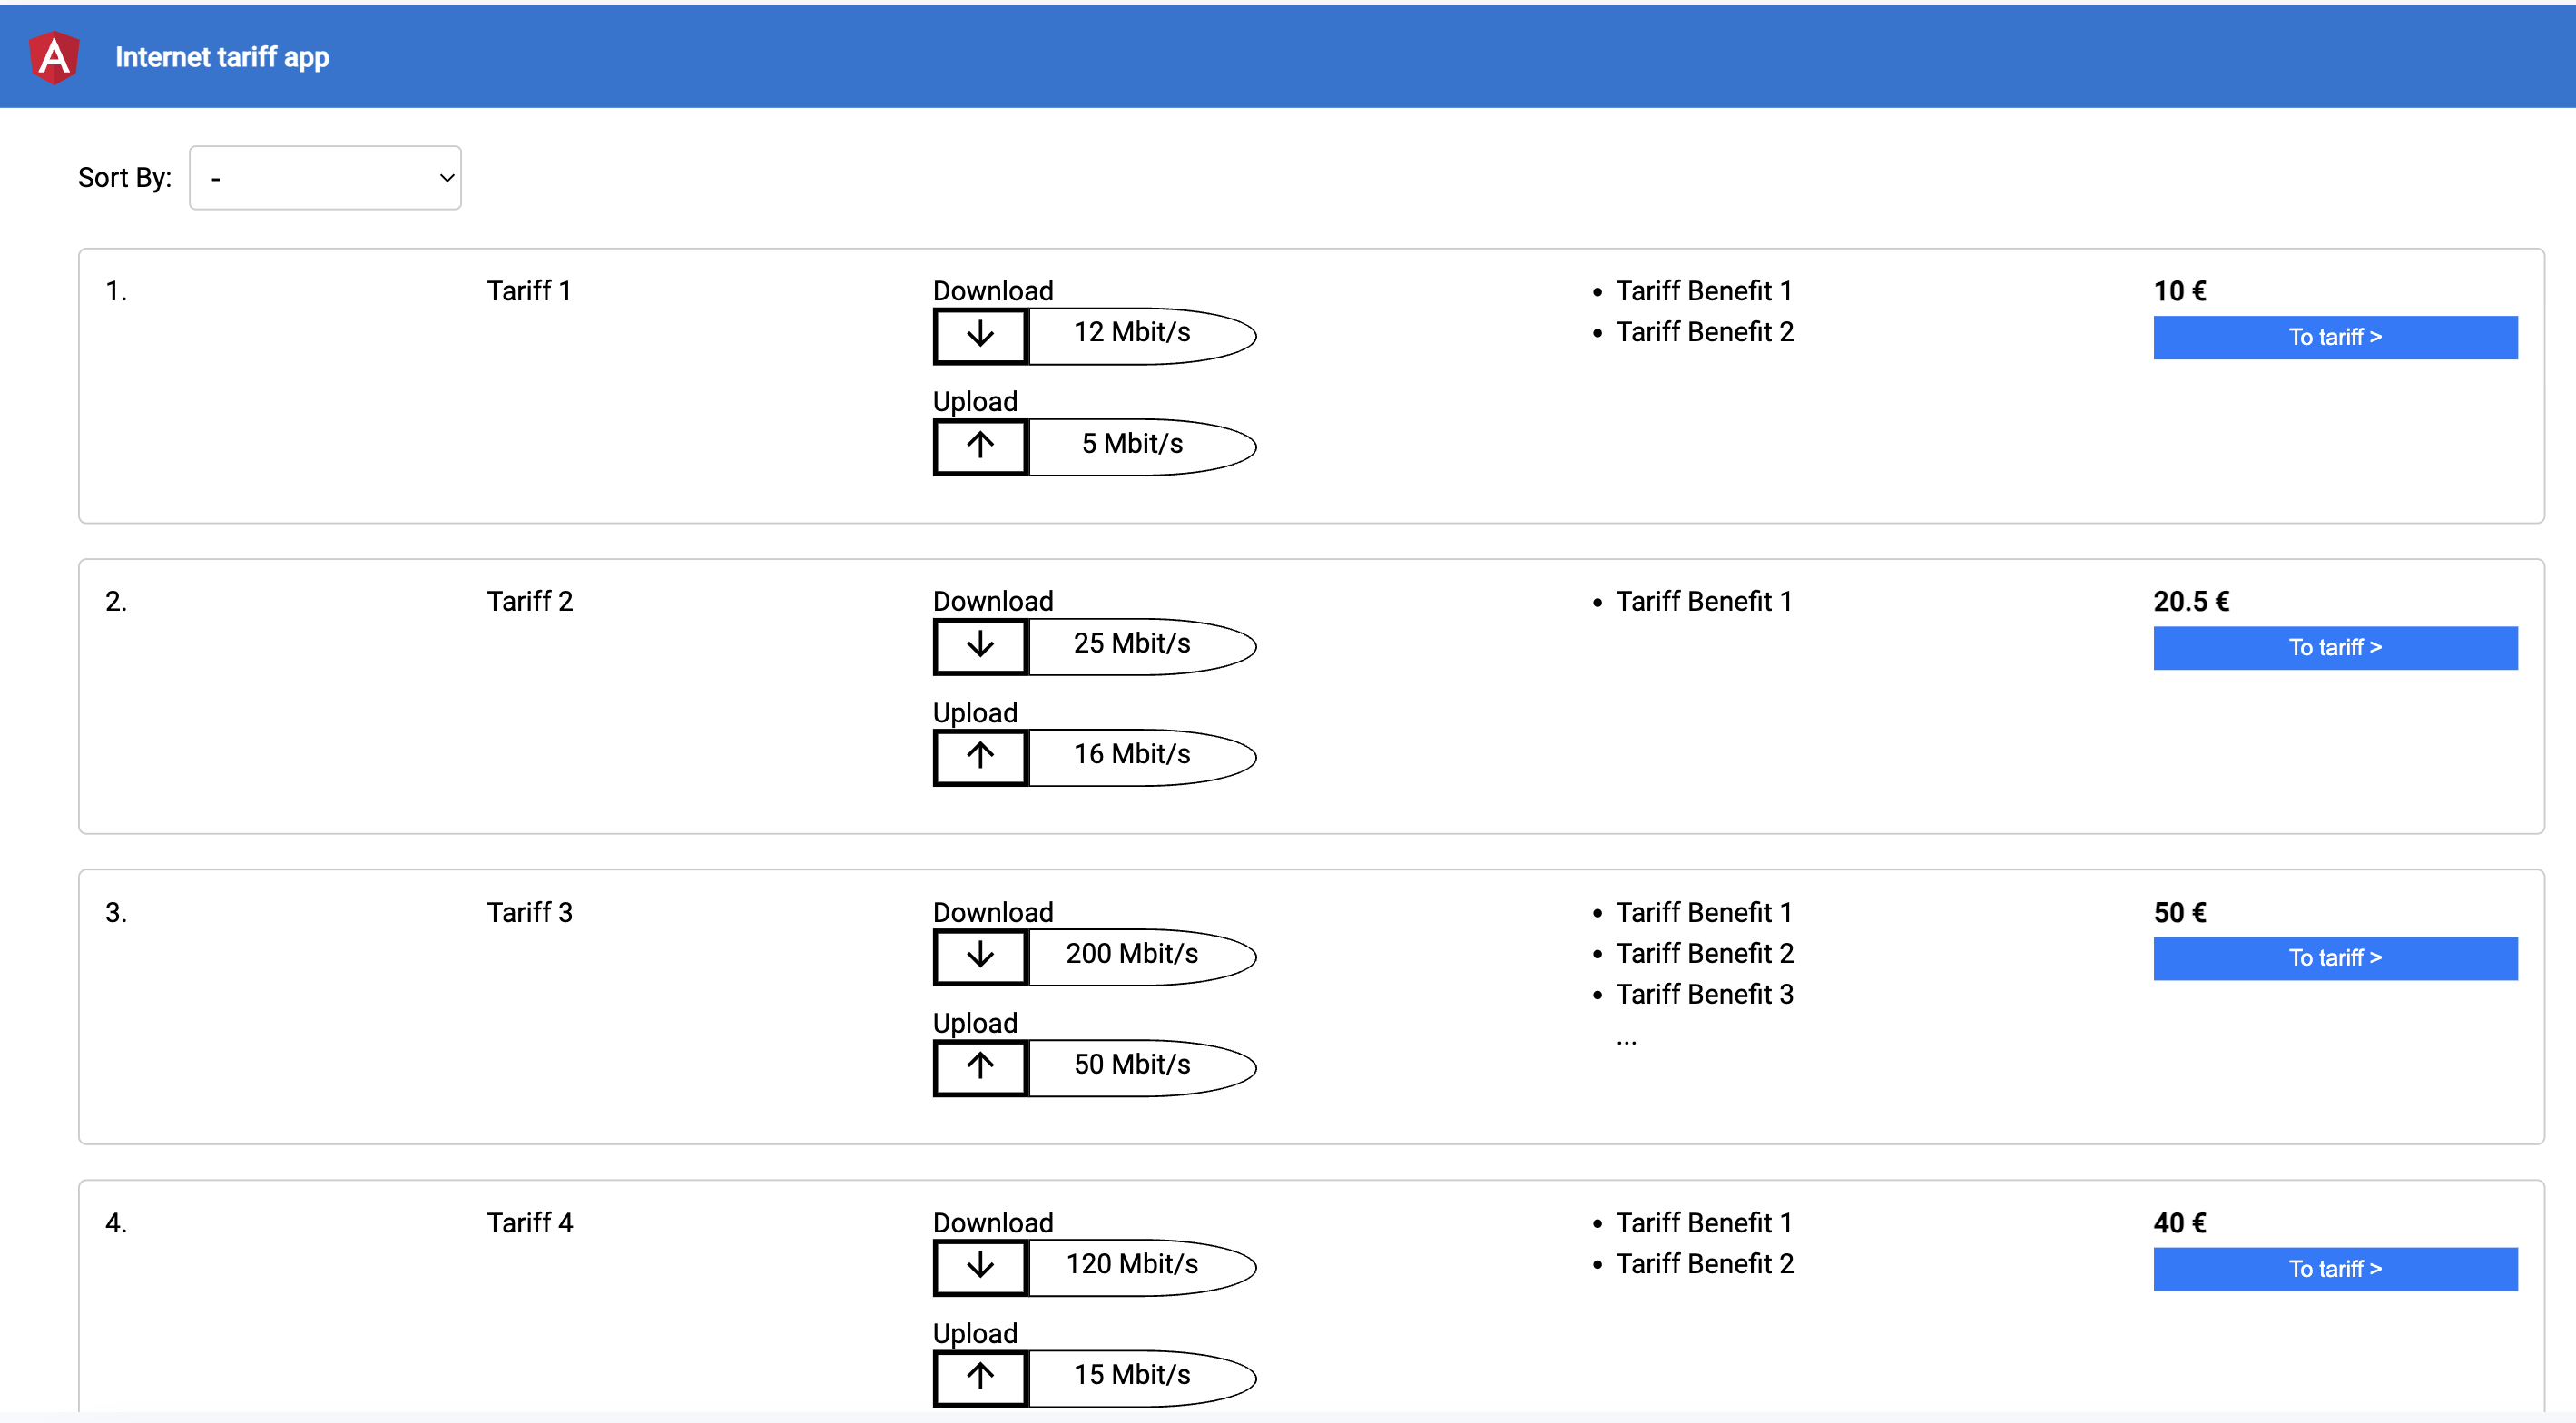 Internet tariff app
Sort By: -
1.
Tariff 1
Download
12 Mbit/s
Upload
5 Mbit/s
• Tariff Benefit 1
• Tariff Benefit 2
10 €
To tariff >
2.
Tariff 2
Download
25 Mbit/s
Upload
16 Mbit/s
• Tariff Benefit 1
20.5 €
To tariff >
3.
Tariff 3
Download
200 Mbit/s
Upload
50 Mbit/s
• Tariff Benefit 1
• Tariff Benefit 2
• Tariff Benefit 3
...
50 €
To tariff >
4.
Tariff 4
Download
120 Mbit/s
Upload
15 Mbit/s
• Tariff Benefit 1
• Tariff Benefit 2
40 €
To tariff >